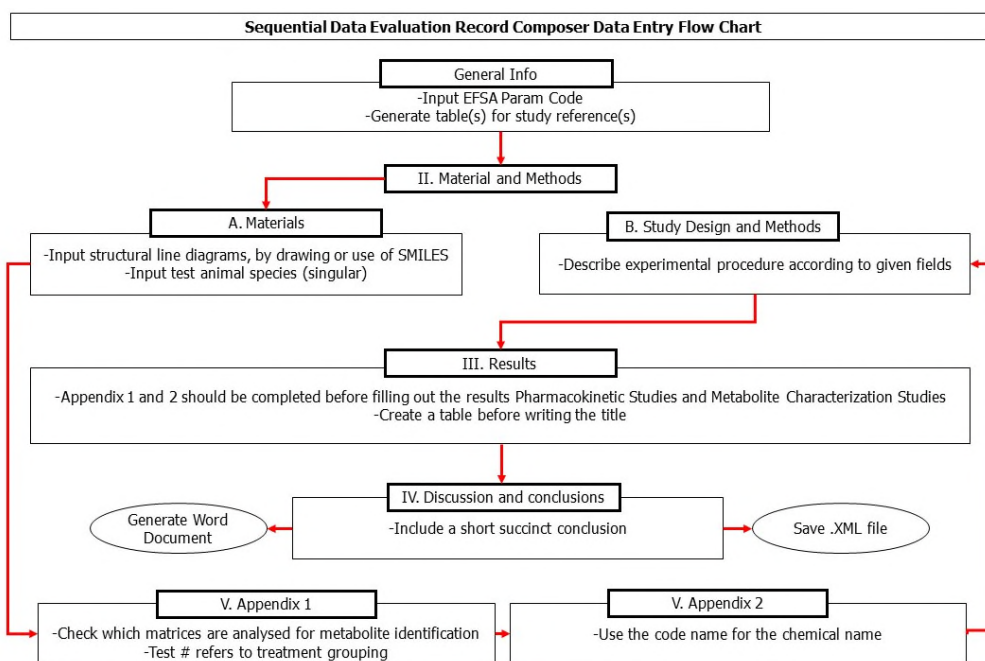 Sequential Data Evaluation Record Composer Data Entry Flow Chart
General Info
-Input EFSA Param Code
-Generate table(s) for study reference(s)
II. Material and Methods
A. Materials
-Input structural line diagrams, by drawing or use of SMILES
-Input test animal species (singular)
B. Study Design and Methods
-Describe experimental procedure according to given fields
III. Results
-Appendix 1 and 2 should be completed before filling out the results Pharmacokinetic Studies and Metabolite Characterization Studies
-Create a table before writing the title
IV. Discussion and conclusions
-Include a short succinct conclusion
Generate Word
Document
Save .XML file
V. Appendix 1
-Check which matrices are analysed for metabolite identification
-Test # refers to treatment grouping
V. Appendix 2
-Use the code name for the chemical name